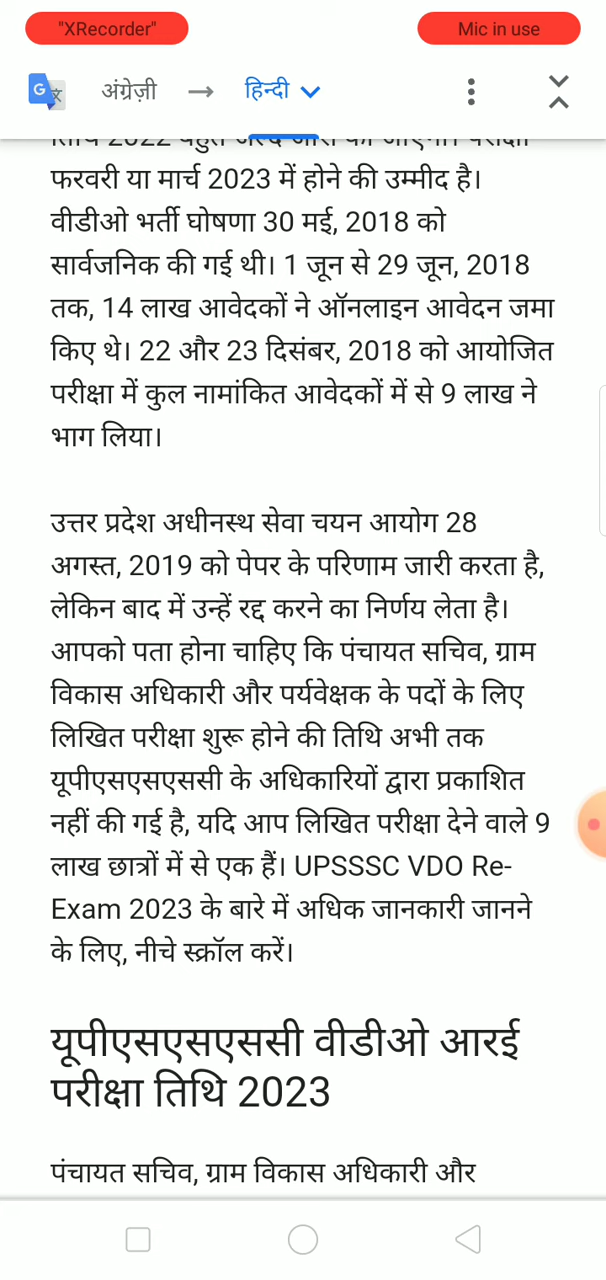 "XRecorder"
Mic in use
अंग्रेज़ी → हिन्दी
फरवरी या मार्च 2023 में होने की उम्मीद है।
वीडीओ भर्ती घोषणा 30 मई, 2018 को
सार्वजनिक की गई थी। 1 जून से 29 जून, 2018
तक, 14 लाख आवेदकों ने ऑनलाइन आवेदन जमा
किए थे। 22 और 23 दिसंबर, 2018 को आयोजित
परीक्षा में कुल नामांकित आवेदकों में से 9 लाख ने
भाग लिया।
उत्तर प्रदेश अधीनस्थ सेवा चयन आयोग 28
अगस्त, 2019 को पेपर के परिणाम जारी करता है,
लेकिन बाद में उन्हें रद्द करने का निर्णय लेता है।
आपको पता होना चाहिए कि पंचायत सचिव, ग्राम
विकास अधिकारी और पर्यवेक्षक के पदों के लिए
लिखित परीक्षा शुरू होने की तिथि अभी तक
यूपीएसएसएससी के अधिकारियों द्वारा प्रकाशित
नहीं की गई है, यदि आप लिखित परीक्षा देने वाले 9
लाख छात्रों में से एक हैं। UPSSSC VDO Re-
Exam 2023 के बारे में अधिक जानकारी जानने
के लिए, नीचे स्क्रॉल करें।
यूपीएसएसएससी वीडीओ आरई
परीक्षा तिथि 2023
पंचायत सचिव, ग्राम विकास अधिकारी और